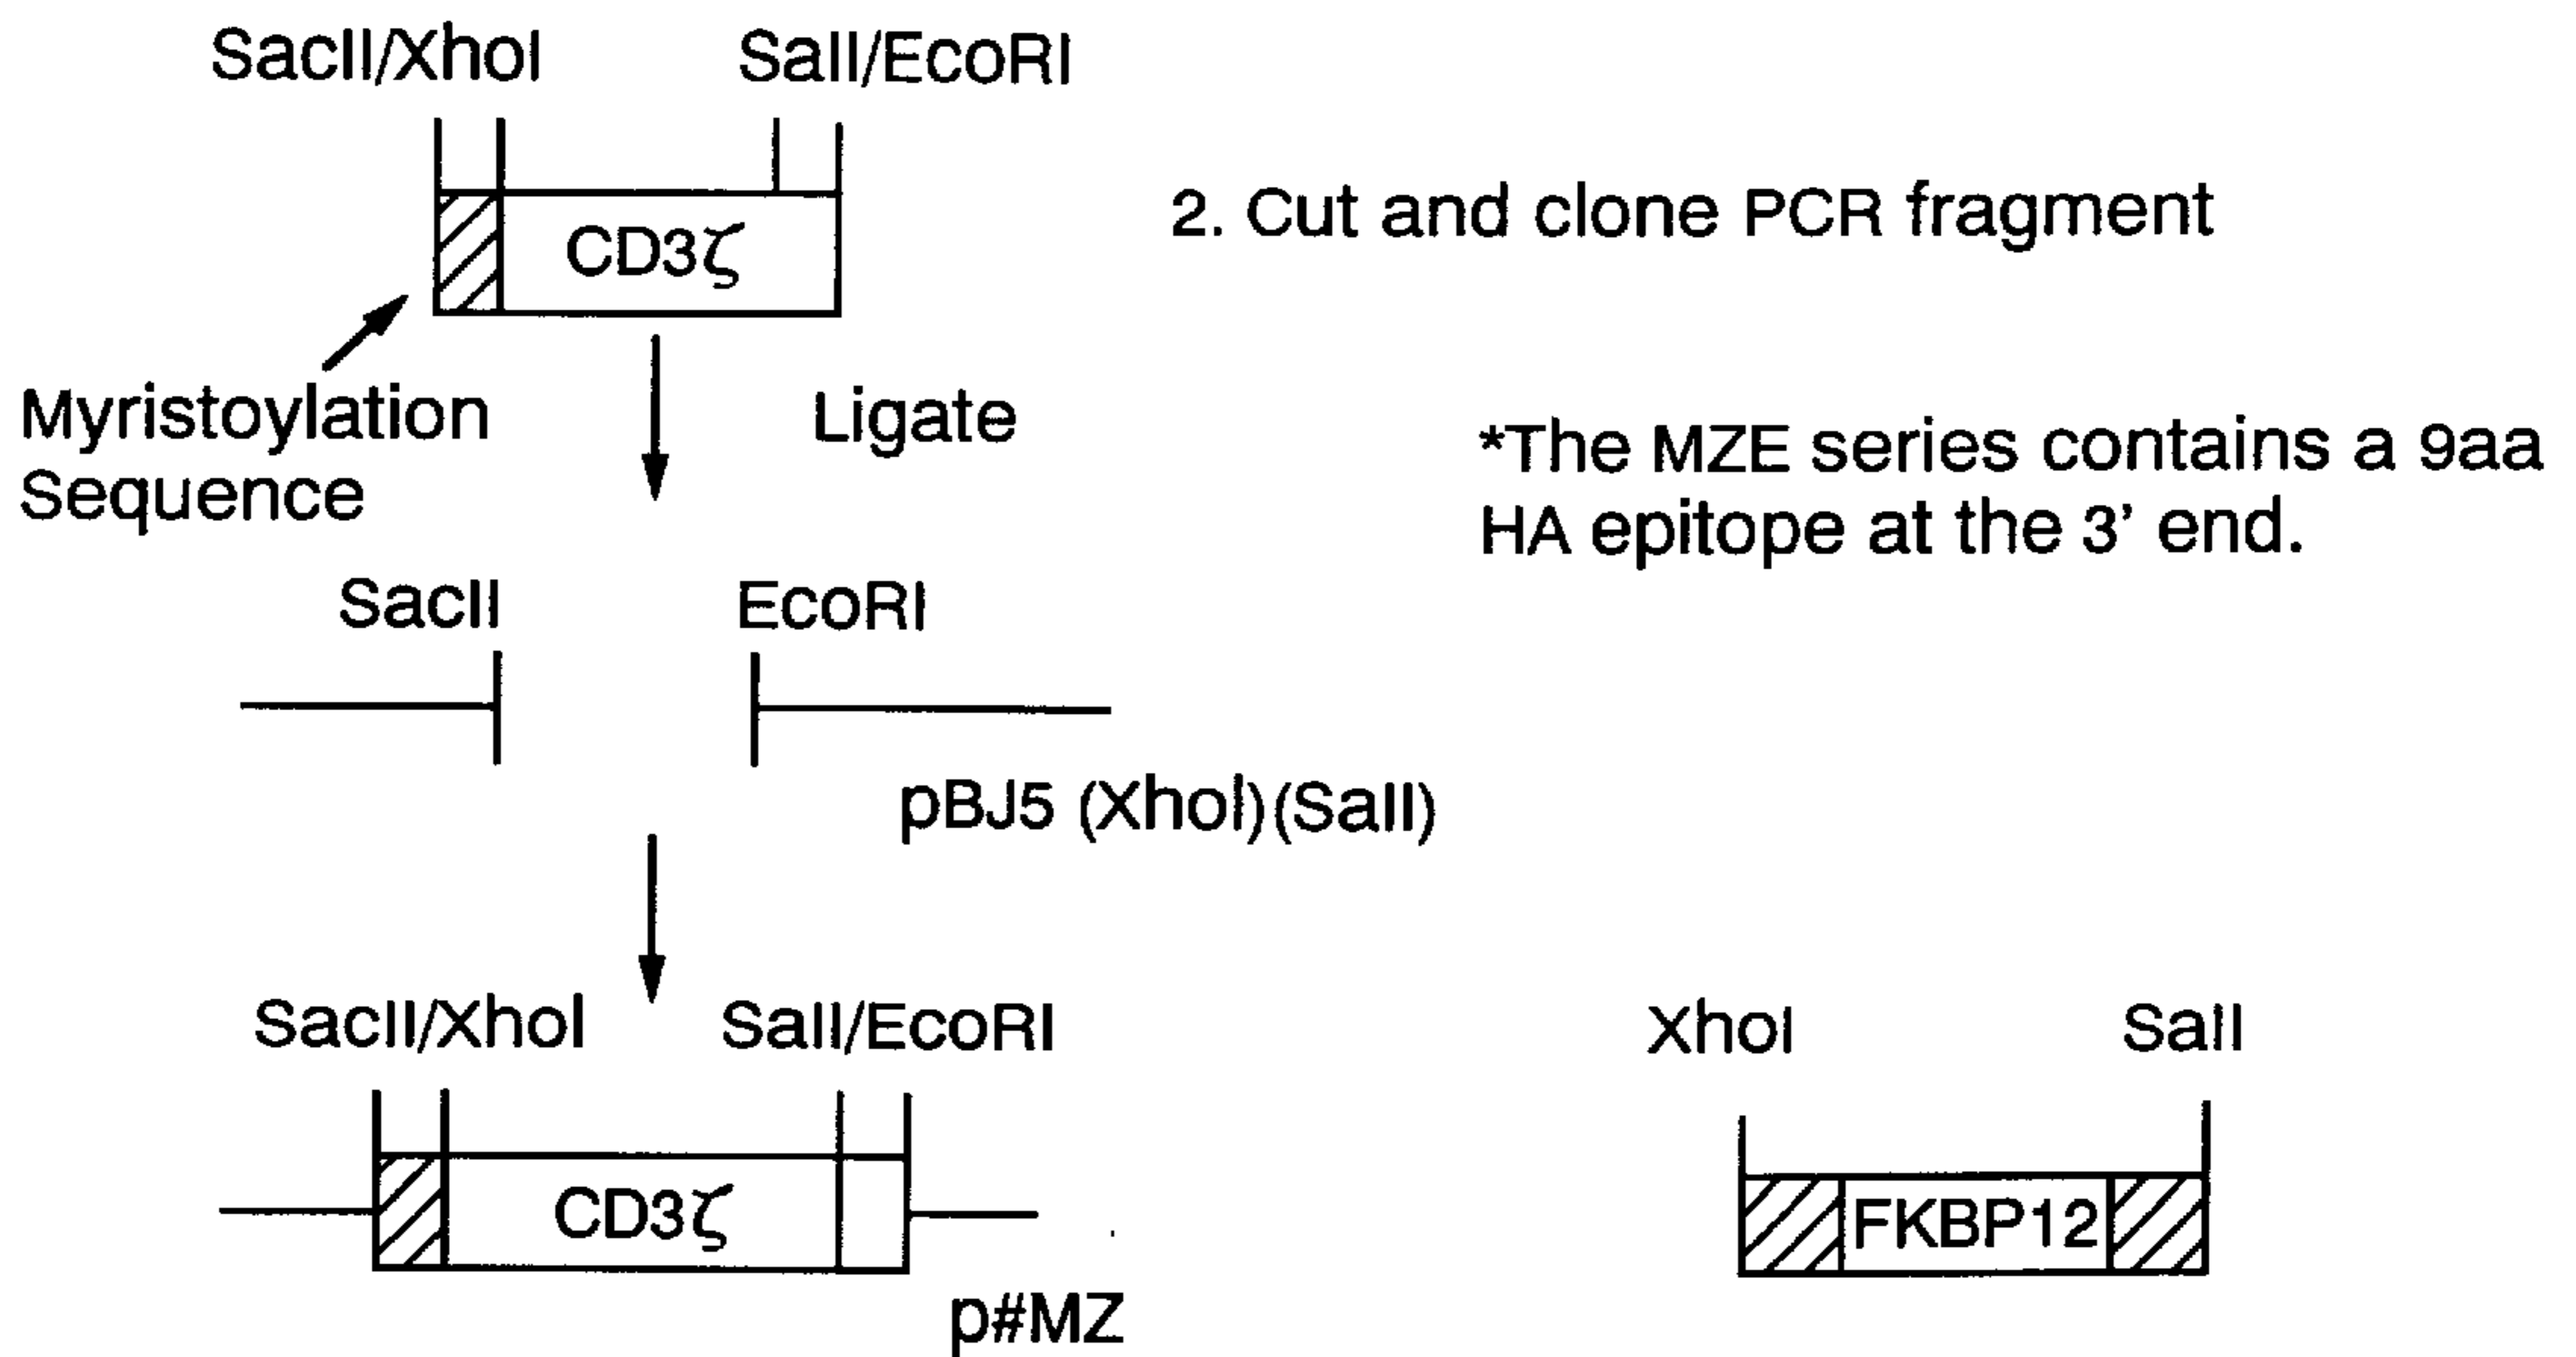 SacII/XhoI SalI/EcoRI
CD3ζ
2. Cut and clone PCR fragment
Myristoylation
Sequence
Ligate
*The MZE series contains a 9aa
HA epitope at the 3' end.
SacII EcoRI
pBJ5 (XhoI)(SalI)
SacII/XhoI SalI/EcoRI
CD3ζ
p#MZ
XhoI SalI
FKBP12